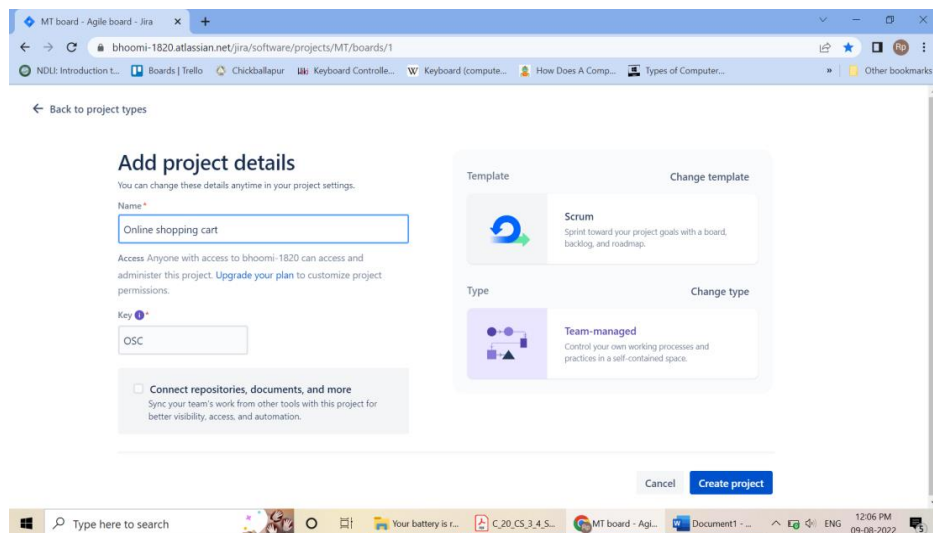 MT board - Agile board - Jira
bhoomi-1820.atlassian.net/jira/software/projects/MT/boards/1
Rp
NDLI: Introduction t... Boards | Trello Chickballapur Keyboard Controlle... W Keyboard (compute... How Does A Comp... Types of Computer... » Other bookmarks
Back to project types
Add project details
You can change these details anytime in your project settings.
Name*
Online shopping cart
Access Anyone with access to bhoomi-1820 can access and
administer this project. Upgrade your plan to customize project
permissions.
Key *
OSC
Connect repositories, documents, and more
Sync your team's work from other tools with this project for
better visibility, access, and automation.
Template Change template
Scrum
Sprint toward your project goals with a board,
backlog, and roadmap.
Type Change type
Team-managed
Control your own working processes and
practices in a self-contained space.
Cancel Create project
Type here to search Your battery is r... C_20_CS_3_4_S... MT board - Agi... Document1 - ... ENG 12:06 PM
09-08-2022